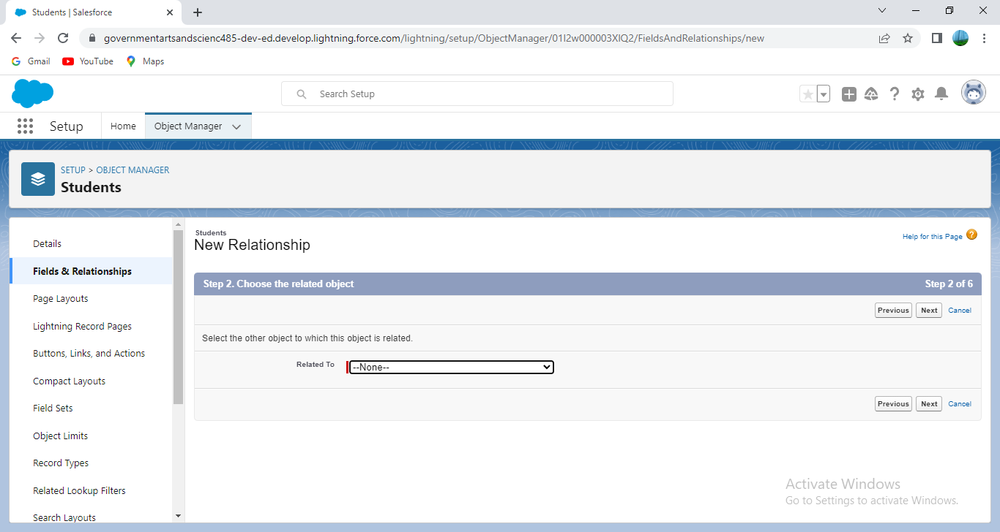 Students | Salesforce
governmentartsandscienc485-dev-ed.develop.lightning.force.com/lightning/setup/ObjectManager/01I2w000003XlQ2/FieldsAndRelationships/new
Gmail YouTube Maps
Search Setup
Setup Home Object Manager
SETUP > OBJECT MANAGER
Students
Details
Fields & Relationships
Page Layouts
Lightning Record Pages
Buttons, Links, and Actions
Compact Layouts
Field Sets
Object Limits
Record Types
Related Lookup Filters
Search Layouts
Students
New Relationship
Help for this Page ?
Step 2. Choose the related object Step 2 of 6
Previous Next Cancel
Select the other object to which this object is related.
Related To --None--
Previous Next Cancel
Activate Windows
Go to Settings to activate Windows.